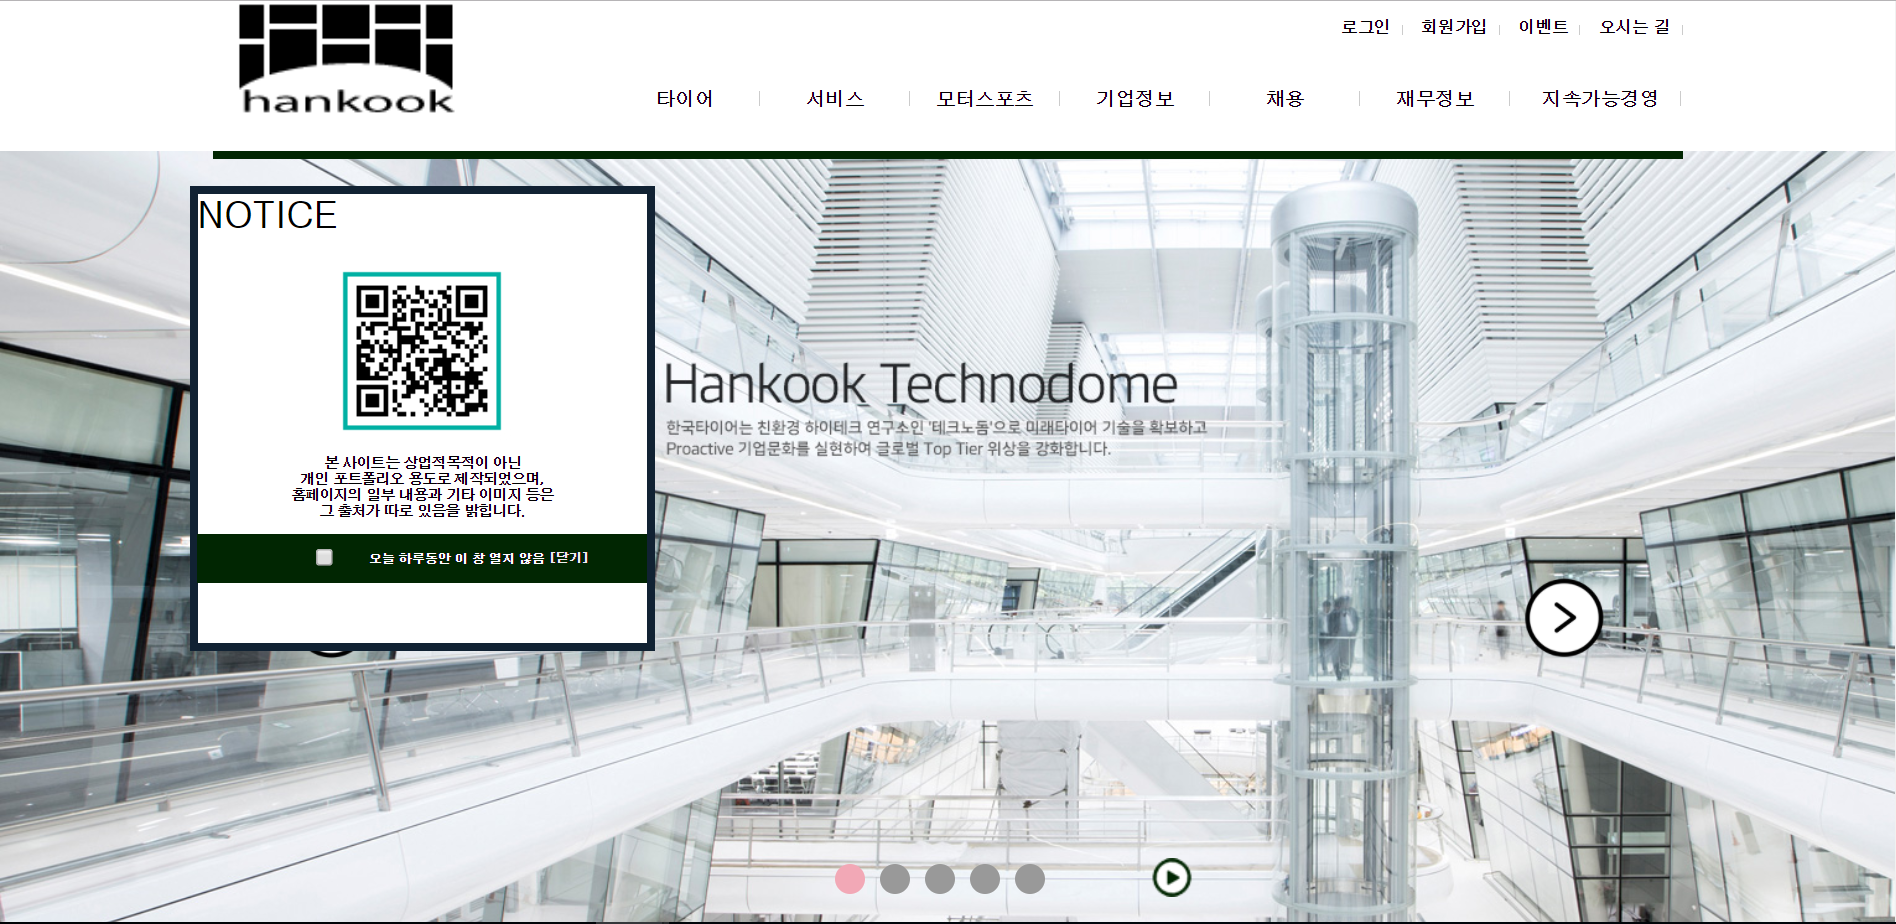 hankook
로그인
회원가입
이벤트
오시는 길
타이어
서비스
모터스포츠
기업정보
채용
재무정보
지속가능경영
NOTICE
본 사이트는 상업적목적이 아닌
개인 포트폴리오 용도로 제작되었으며,
홈페이지의 일부 내용과 기타 이미지 등은
그 출처가 따로 있음을 밝힙니다.
오늘 하루동안 이 창 열지 않음 [닫기]
Hankook Technodome
한국타이어는 친환경 하이테크 연구소인 '테크노돔'으로 미래타이어 기술을 확보하고
Proactive 기업문화를 실현하여 글로벌 Top Tier 위상을 강화합니다.